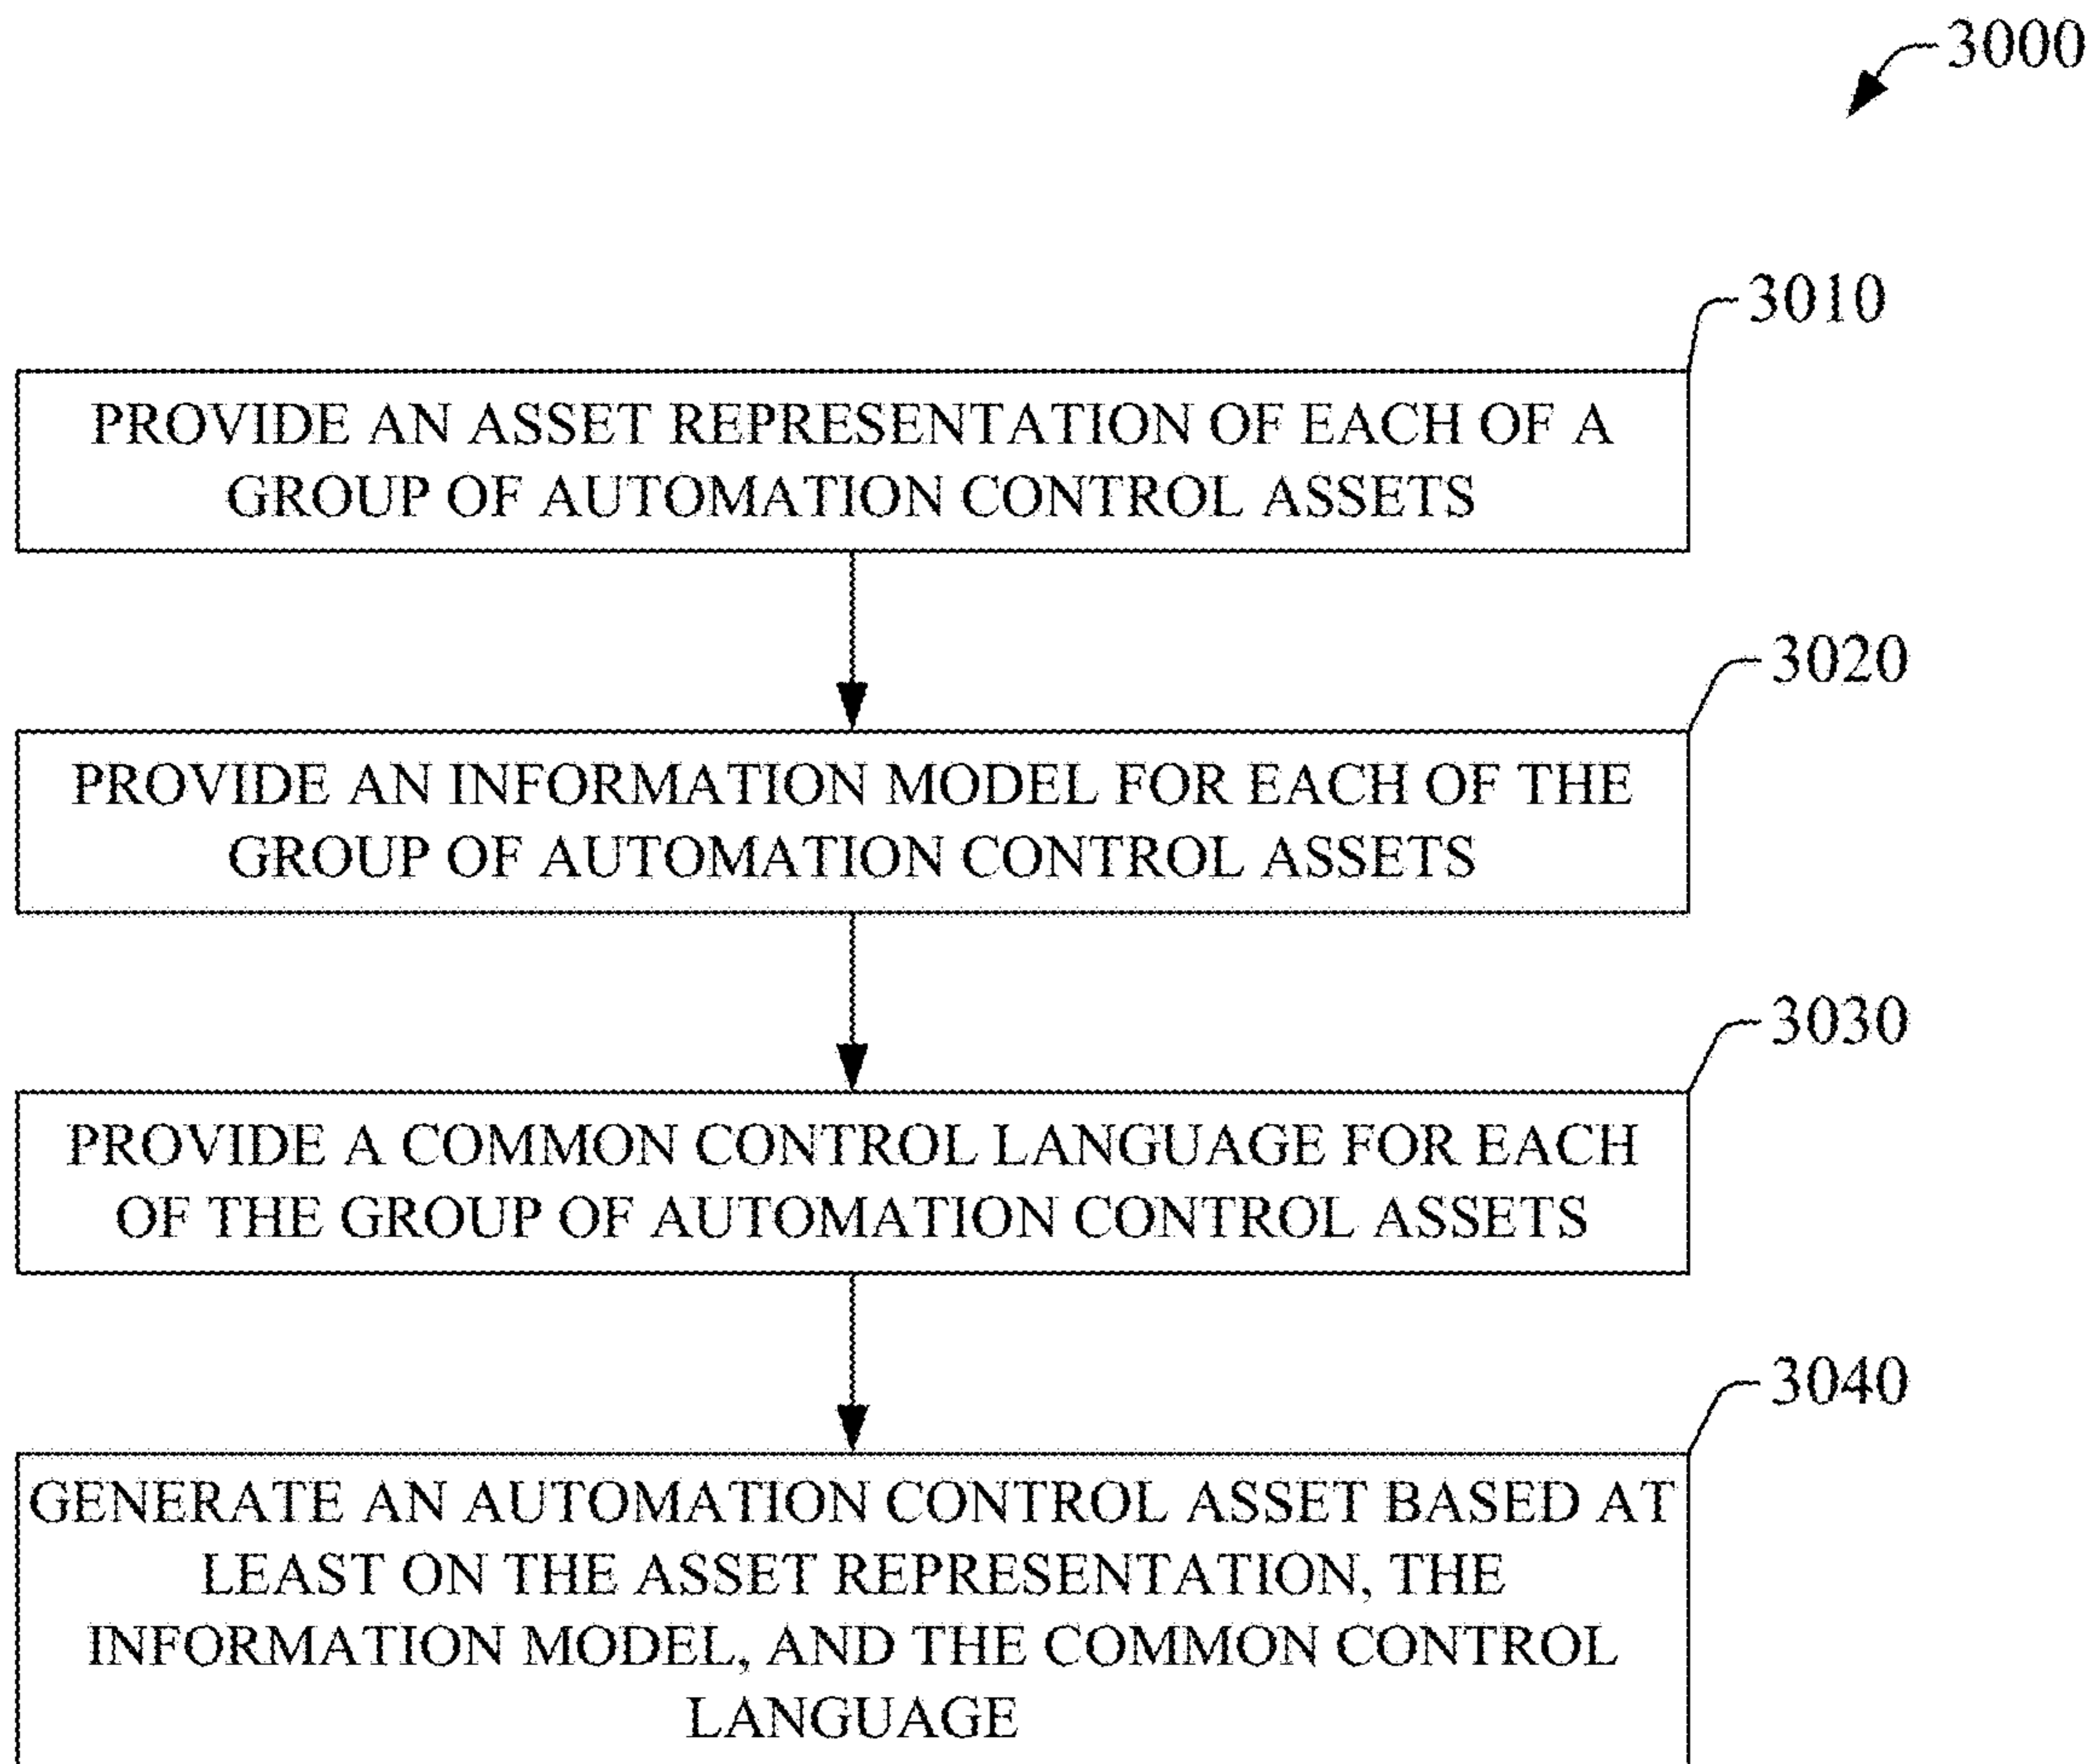 3000
3010
PROVIDE AN ASSET REPRESENTATION OF EACH OF A
GROUP OF AUTOMATION CONTROL ASSETS
3020
PROVIDE AN INFORMATION MODEL FOR EACH OF THE
GROUP OF AUTOMATION CONTROL ASSETS
3030
PROVIDE A COMMON CONTROL LANGUAGE FOR EACH
OF THE GROUP OF AUTOMATION CONTROL ASSETS
3040
GENERATE AN AUTOMATION CONTROL ASSET BASED AT
LEAST ON THE ASSET REPRESENTATION, THE
INFORMATION MODEL, AND THE COMMON CONTROL
LANGUAGE